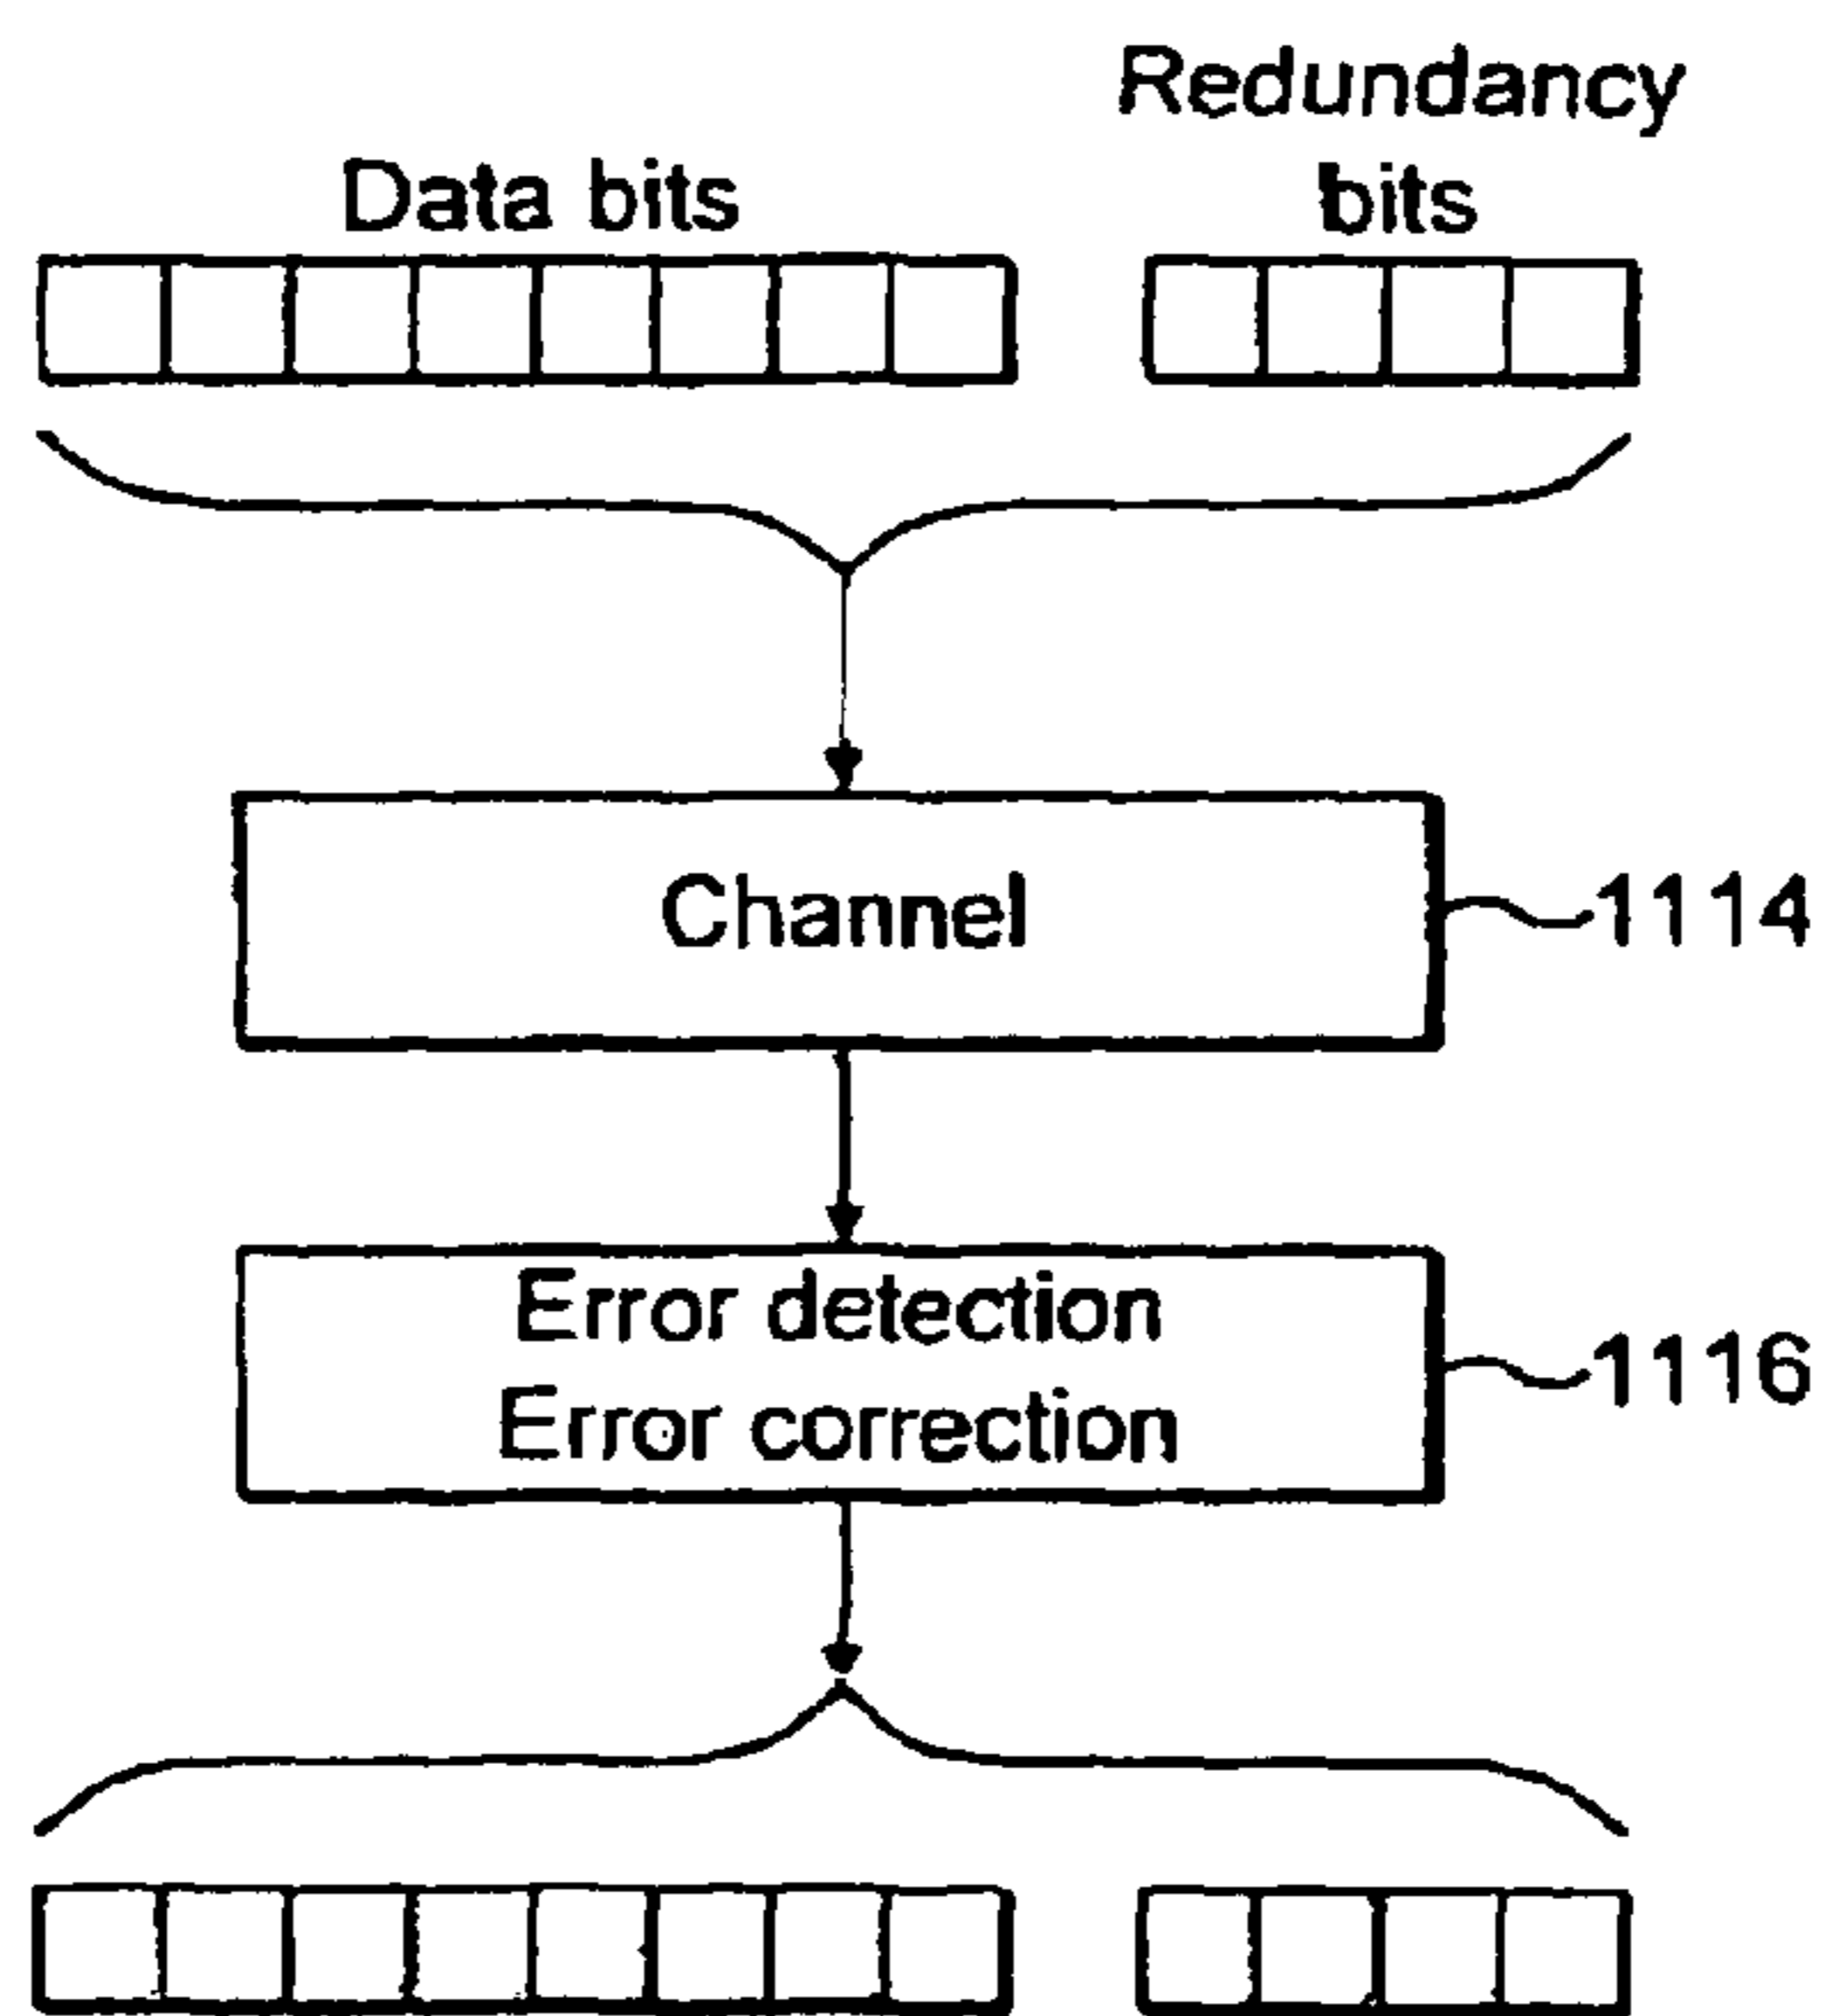 Redundancy
Data bits
bits
Channel
1114
Error detection
Error correction
1116